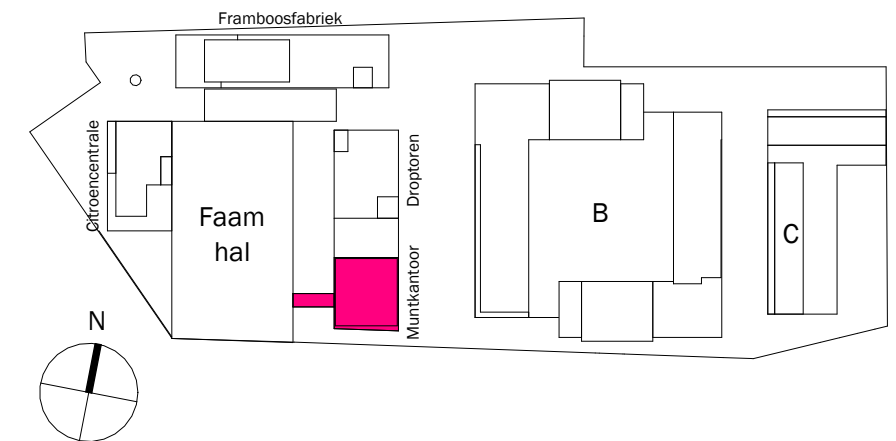 Framboosfabriek
Citroencentrale
Faam
hal
Droptoren
Muntkantoor
B
C
N